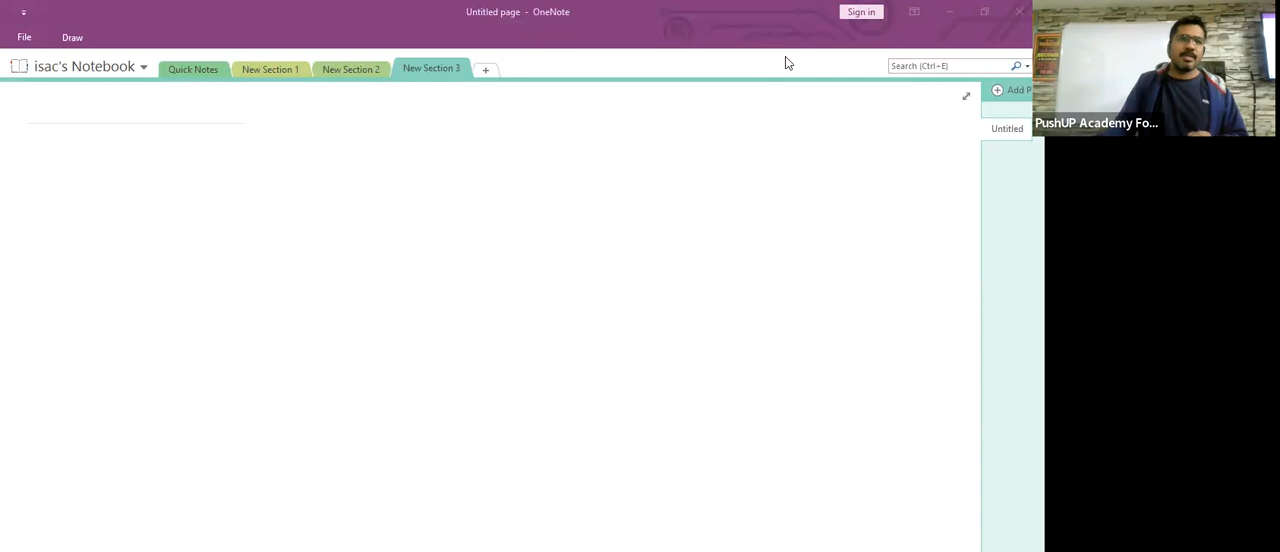 Untitled page - OneNote
Sign in
File
Draw
isac's Notebook
Quick Notes
New Section 1
New Section 2
New Section 3
Search (Ctrl+E)
Add P
Untitled
PushUP Academy Fo...